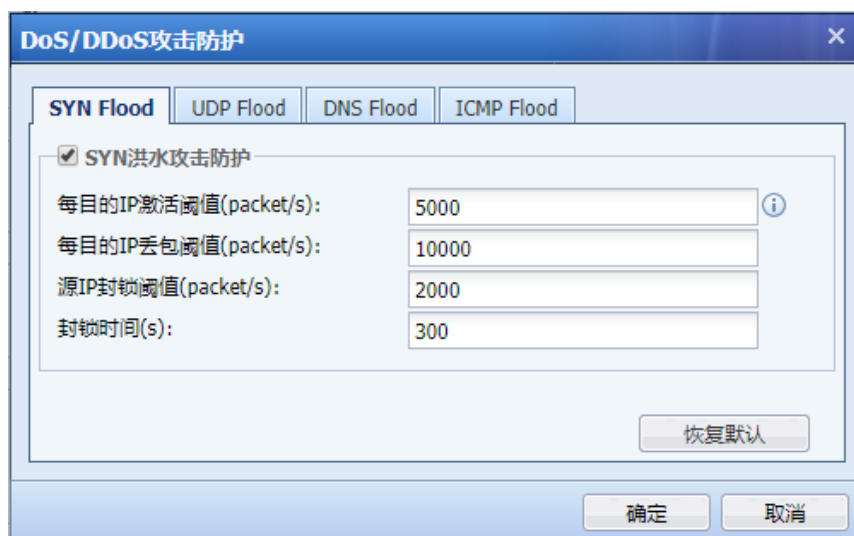 DoS/DDoS攻击防护
SYN Flood UDP Flood DNS Flood ICMP Flood
SYN洪水攻击防护
每目的IP激活阈值(packet/s): 5000
每目的IP丢包阈值(packet/s): 10000
源IP封锁阈值(packet/s): 2000
封锁时间(s): 300
恢复默认
确定 取消